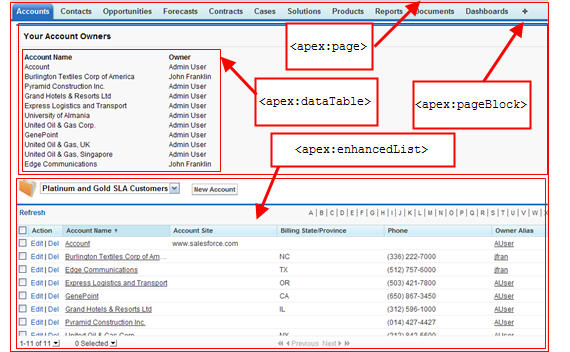 Accounts Contacts Opportunities Forecasts Contracts Cases Solutions Products Reports Documents Dashboards +
Your Account Owners
<apex:page>
Account Name Owner
Account Admin User
Burlington Textiles Corp of America John Franklin
Pyramid Construction Inc. Admin User
Grand Hotels & Resorts Ltd Admin User
Express Logistics and Transport Admin User
University of Almania Admin User
United Oil & Gas Corp. Admin User
GenePoint Admin User
United Oil & Gas, UK Admin User
United Oil & Gas, Singapore Admin User
Edge Communications John Franklin
<apex:dataTable>
<apex:pageBlock>
<apex:enhancedList>
Platinum and Gold SLA Customers New Account
Refresh A | B | C | D | E | F | G | H | I | J | K | L | M | N | O | P | Q | R | S | T | U | V | W | X
Action Account Name Account Site Billing State/Province Phone Owner Alias
Edit | Del Account www.salesforce.com AUser
Edit | Del Burlington Textiles Corp of Am... NC (336) 222-7000 jfran
Edit | Del Edge Communications TX (512) 757-6000 jfran
Edit | Del Express Logistics and Transport OR (503) 421-7800 AUser
Edit | Del GenePoint CA (650) 867-3450 AUser
Edit | Del Grand Hotels & Resorts Ltd IL (312) 596-1000 AUser
Edit | Del Pyramid Construction Inc. (014) 427-4427 AUser
Edit | Del United Oil & Gas Corp. NY (212) 842-5500 AUser
1-11 of 11 0 Selected Previous Next